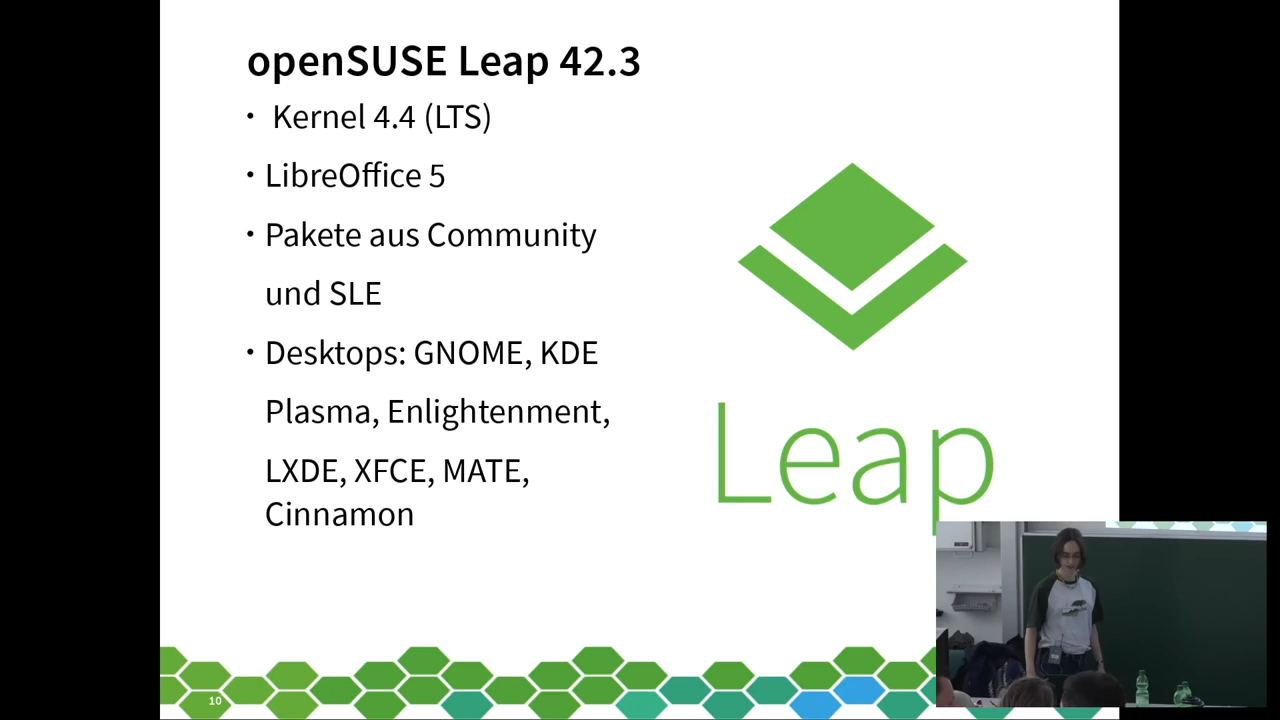 openSUSE Leap 42.3
• Kernel 4.4 (LTS)
• LibreOffice 5
• Pakete aus Community
und SLE
• Desktops: GNOME, KDE
Plasma, Enlightenment,
LXDE, XFCE, MATE,
Cinnamon
Leap
10